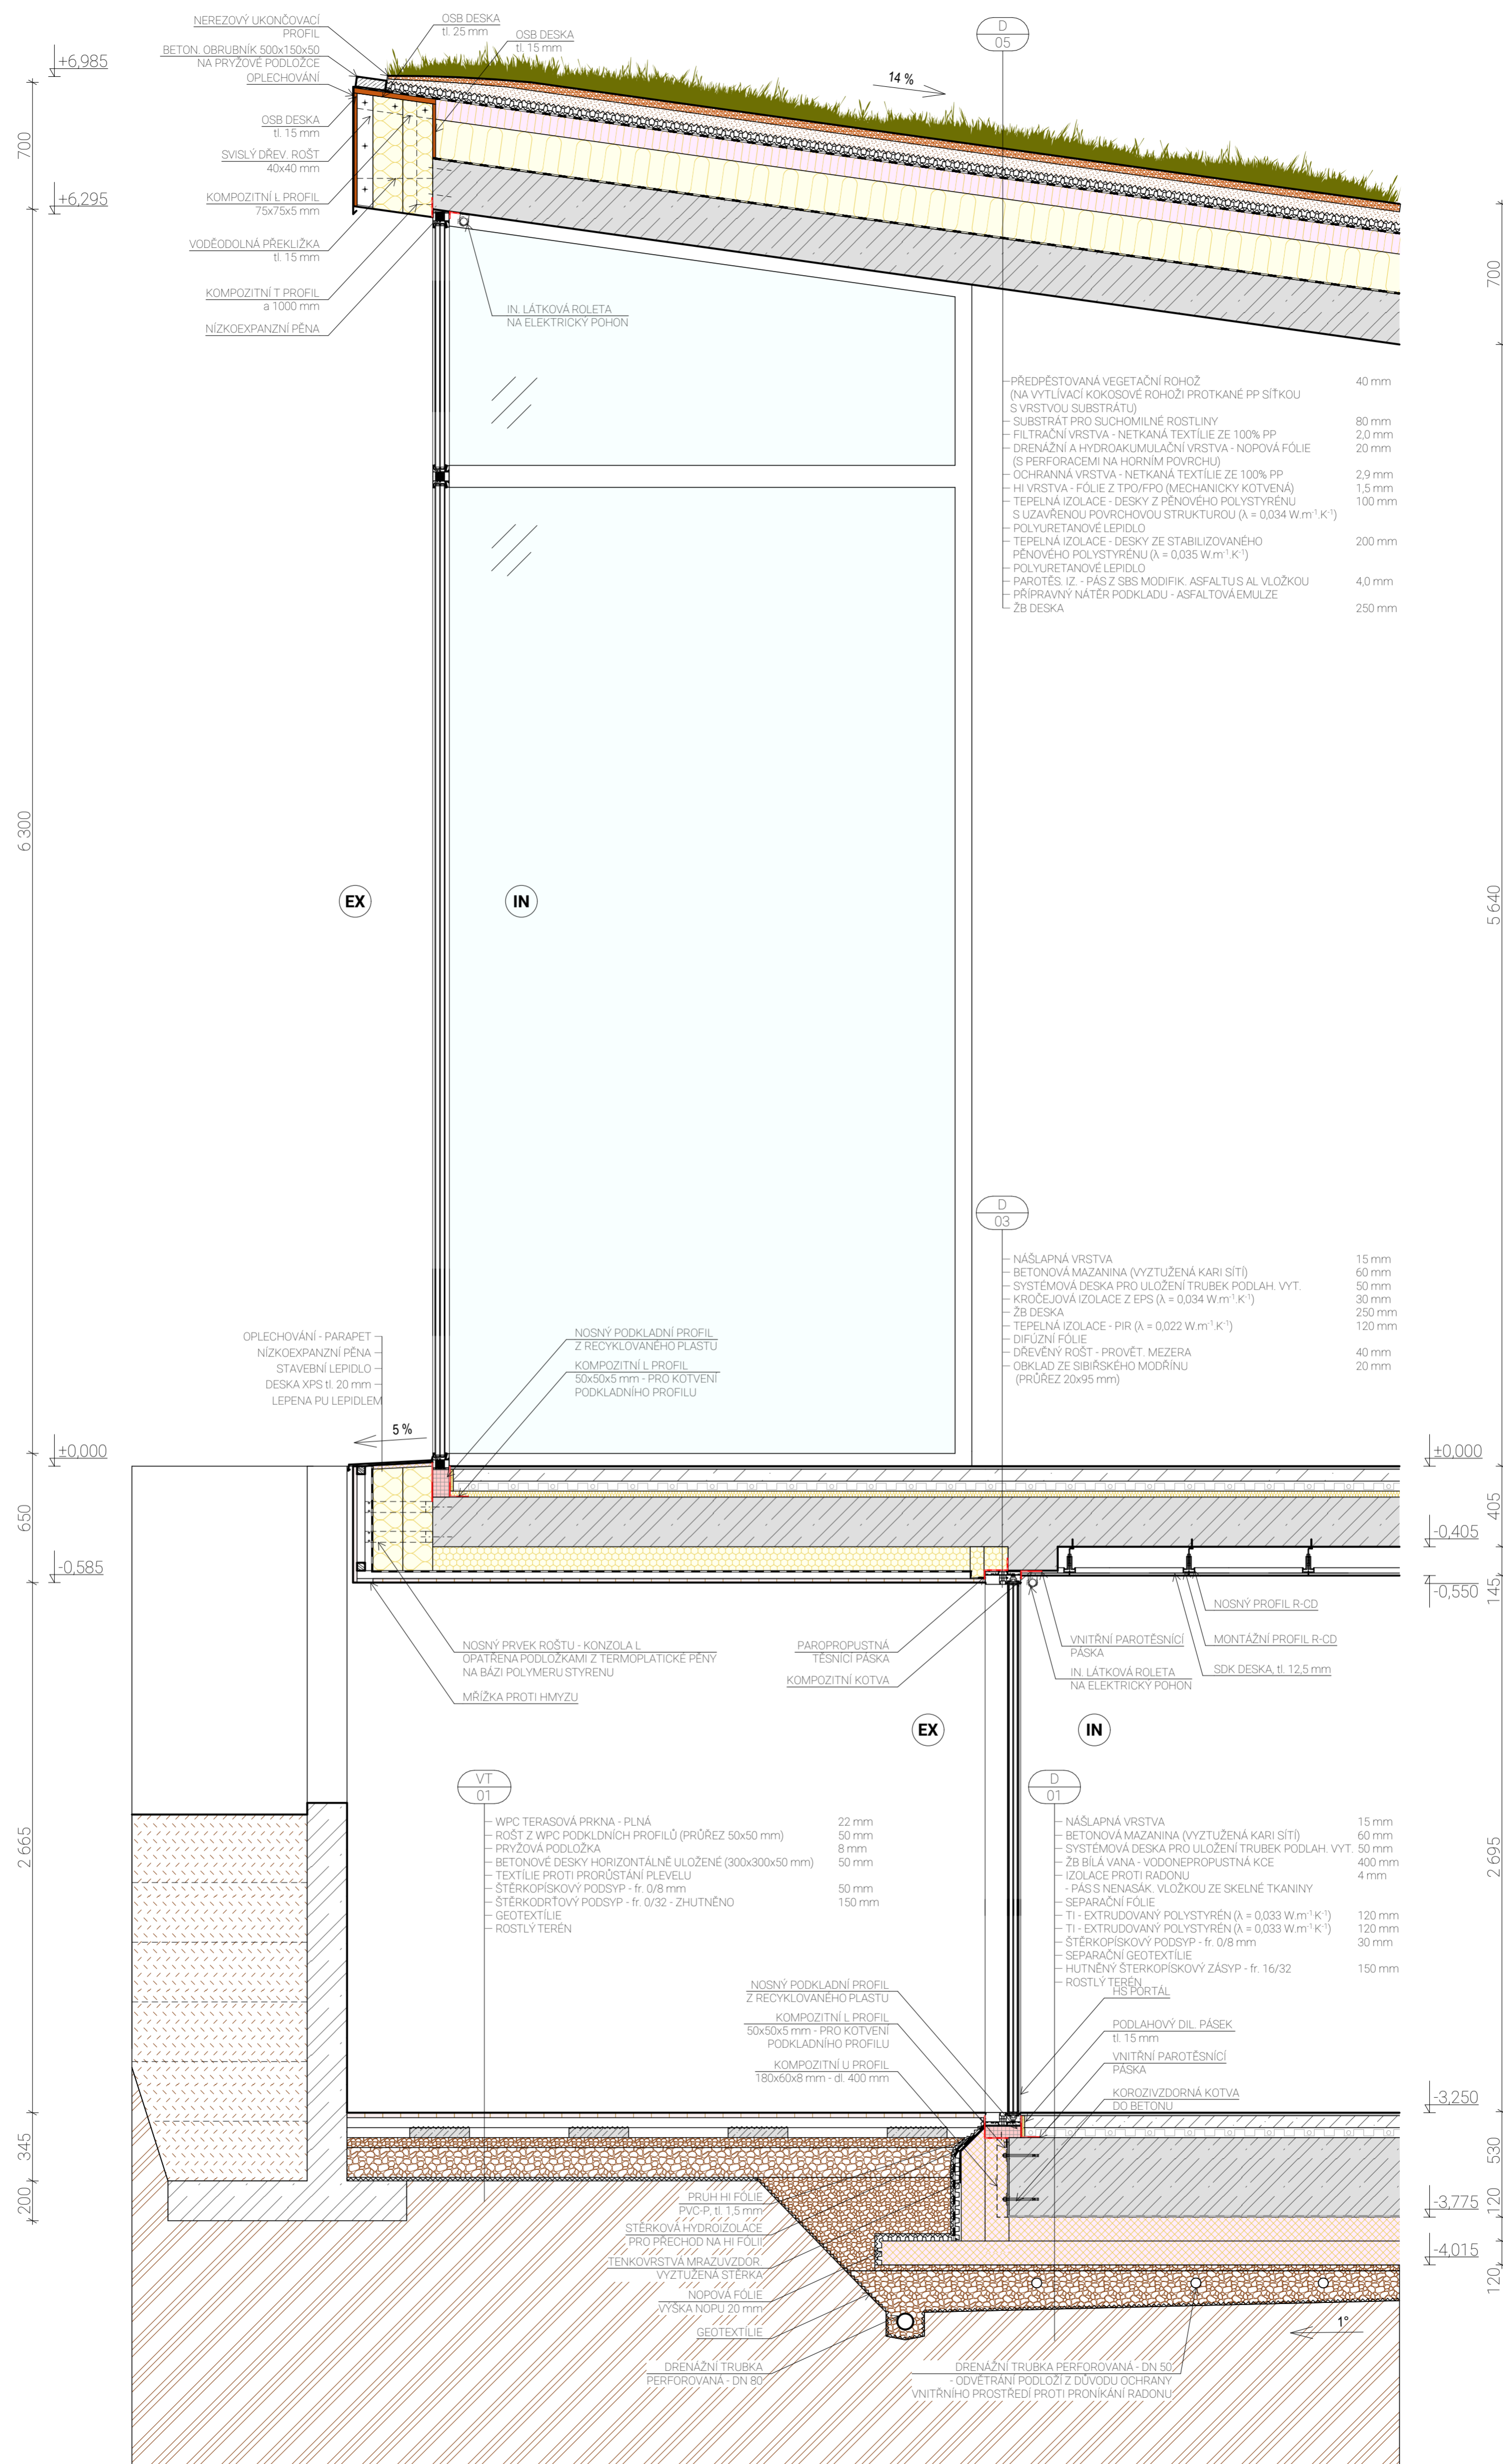 NEREZOVÝ UKONČOVACÍ
PROFIL
BETON. OBRUBNÍK 500x150x50
NA PRYŽOVÉ PODLOŽCE
OPLECHOVÁNÍ
OSB DESKA
tl. 25 mm
OSB DESKA
tl. 15 mm
D
05
14 %
+6,985
700
+6,295
OSB DESKA
tl. 15 mm
SVISLÝ DŘEV. ROŠT
40x40 mm
KOMPOZITNÍ L PROFIL
75x75x5 mm
VODĚODOLNÁ PŘEKLIŽKA
tl. 15 mm
KOMPOZITNÍ T PROFIL
a 1000 mm
NÍZKOEXPANZNÍ PĚNA
IN. LÁTKOVÁ ROLETA
NA ELEKTRICKÝ POHON
700
PŘEDPĚSTOVANÁ VEGETAČNÍ ROHOŽ 40 mm
(NA VYTLÍVACÍ KOKOSOVÉ ROHOŽI PROTKANÉ PP SÍŤKOU
S VRSTVOU SUBSTRÁTU)
SUBSTRÁT PRO SUCHOMILNÉ ROSTLINY 80 mm
FILTRAČNÍ VRSTVA - NETKANÁ TEXTÍLIE ZE 100% PP 2,0 mm
DRENÁŽNÍ A HYDROAKUMULAČNÍ VRSTVA - NOPOVÁ FÓLIE 20 mm
(S PERFORACEMI NA HORNÍM POVRCHU)
OCHRANNÁ VRSTVA - NETKANÁ TEXTÍLIE ZE 100% PP 2,9 mm
HI VRSTVA - FÓLIE Z TPO/FPO (MECHANICKY KOTVENÁ) 1,5 mm
TEPELNÁ IZOLACE - DESKY Z PĚNOVÉHO POLYSTYRÉNU 100 mm
S UZAVŘENOU POVRCHOVOU STRUKTUROU (λ = 0,034 W.m⁻¹.K⁻¹)
POLYURETANOVÉ LEPIDLO
TEPELNÁ IZOLACE - DESKY ZE STABILIZOVANÉHO 200 mm
PĚNOVÉHO POLYSTYRÉNU (λ = 0,035 W.m⁻¹.K⁻¹)
POLYURETANOVÉ LEPIDLO
PAROTĚS. IZ. - PÁS Z SBS MODIFIK. ASFALTU S AL VLOŽKOU 4,0 mm
PŘÍPRAVNÝ NÁTĚR PODKLADU - ASFALTOVÁ EMULZE
ŽB DESKA 250 mm
6 300
EX
IN
5 640
D
03
NÁŠLAPNÁ VRSTVA 15 mm
BETONOVÁ MAZANINA (VYZTUŽENÁ KARI SÍTÍ) 60 mm
SYSTÉMOVÁ DESKA PRO ULOŽENÍ TRUBEK PODLAH. VYT. 50 mm
KROČEJOVÁ IZOLACE Z EPS (λ = 0,034 W.m⁻¹.K⁻¹) 30 mm
ŽB DESKA 250 mm
TEPELNÁ IZOLACE - PIR (λ = 0,022 W.m⁻¹.K⁻¹) 120 mm
DIFÚZNÍ FÓLIE
DŘEVĚNÝ ROŠT - PROVĚT. MEZERA 40 mm
OBKLAD ZE SIBIŘSKÉHO MODŘÍNU 20 mm
(PRŮŘEZ 20x95 mm)
OPLECHOVÁNÍ - PARAPET
NÍZKOEXPANZNÍ PĚNA
STAVEBNÍ LEPIDLO
DESKA XPS tl. 20 mm
LEPENA PU LEPIDLEM
NOSNÝ PODKLADNÍ PROFIL
Z RECYKLOVANÉHO PLASTU
KOMPOZITNÍ L PROFIL
50x50x5 mm - PRO KOTVENÍ
PODKLADNÍHO PROFILU
5 %
±0,000
±0,000
650
405
-0,405
-0,585
-0,550
145
NOSNÝ PRVEK ROŠTU - KONZOLA L
OPATŘENA PODLOŽKAMI Z TERMOPLATICKÉ PĚNY
NA BÁZI POLYMERU STYRENU
MŘÍŽKA PROTI HMYZU
PAROPROPUSTNÁ
TĚSNÍCÍ PÁSKA
KOMPOZITNÍ KOTVA
VNITŘNÍ PAROTĚSNÍCÍ
PÁSKA
IN. LÁTKOVÁ ROLETA
NA ELEKTRICKÝ POHON
NOSNÝ PROFIL R-CD
MONTÁŽNÍ PROFIL R-CD
SDK DESKA, tl. 12,5 mm
EX
IN
2 665
2 695
VT
01
WPC TERASOVÁ PRKNA - PLNÁ 22 mm
ROŠT Z WPC PODKLDNÍCH PROFILŮ (PRŮŘEZ 50x50 mm) 50 mm
PRYŽOVÁ PODLOŽKA 8 mm
BETONOVÉ DESKY HORIZONTÁLNĚ ULOŽENÉ (300x300x50 mm) 50 mm
TEXTÍLIE PROTI PRORŮSTÁNÍ PLEVELU
ŠTĚRKOPÍSKOVÝ PODSYP - fr. 0/8 mm 50 mm
ŠTĚRKODRŤOVÝ PODSYP - fr. 0/32 - ZHUTNĚNO 150 mm
GEOTEXTÍLIE
ROSTLÝ TERÉN
D
01
NÁŠLAPNÁ VRSTVA 15 mm
BETONOVÁ MAZANINA (VYZTUŽENÁ KARI SÍTÍ) 60 mm
SYSTÉMOVÁ DESKA PRO ULOŽENÍ TRUBEK PODLAH. VYT. 50 mm
ŽB BÍLÁ VANA - VODONEPROPUSTNÁ KCE 400 mm
IZOLACE PROTI RADONU 4 mm
- PÁS S NENASÁK. VLOŽKOU ZE SKELNÉ TKANINY
SEPARAČNÍ FÓLIE
TI - EXTRUDOVANÝ POLYSTYRÉN (λ = 0,033 W.m⁻¹.K⁻¹) 120 mm
TI - EXTRUDOVANÝ POLYSTYRÉN (λ = 0,033 W.m⁻¹.K⁻¹) 120 mm
ŠTĚRKOPÍSKOVÝ PODSYP - fr. 0/8 mm 30 mm
SEPARAČNÍ GEOTEXTÍLIE
HUTNĚNÝ ŠTERKOPÍSKOVÝ ZÁSYP - fr. 16/32 150 mm
ROSTLÝ TERÉN
NOSNÝ PODKLADNÍ PROFIL
Z RECYKLOVANÉHO PLASTU
KOMPOZITNÍ L PROFIL
50x50x5 mm - PRO KOTVENÍ
PODKLADNÍHO PROFILU
KOMPOZITNÍ U PROFIL
180x60x8 mm - dl. 400 mm
HS PORTÁL
PODLAHOVÝ DIL. PÁSEK
tl. 15 mm
VNITŘNÍ PAROTĚSNÍCÍ
PÁSKA
KOROZIVZDORNÁ KOTVA
DO BETONU
-3,250
345
530
200
120
-3,775
-4,015
120
PRUH HI FÓLIE
PVC-P, tl. 1,5 mm
STĚRKOVÁ HYDROIZOLACE
PRO PŘECHOD NA HI FÓLII
TENKOVRSTVÁ MRAZUVZDOR.
VYZTUŽENÁ STĚRKA
NOPOVÁ FÓLIE
VÝŠKA NOPU 20 mm
GEOTEXTÍLIE
DRENÁŽNÍ TRUBKA
PERFOROVANÁ - DN 80
1°
DRENÁŽNÍ TRUBKA PERFOROVANÁ - DN 50
- ODVĚTRÁNÍ PODLOŽÍ Z DŮVODU OCHRANY
VNITŘNÍHO PROSTŘEDÍ PROTI PRONIKÁNÍ RADONU